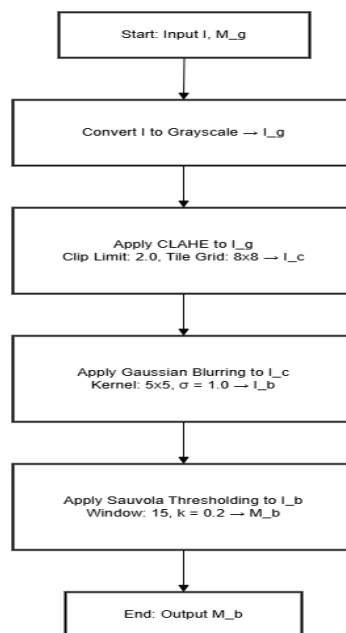 Start: Input I, M_g
Convert I to Grayscale → I_g
Apply CLAHE to I_g
Clip Limit: 2.0, Tile Grid: 8x8 → I_c
Apply Gaussian Blurring to I_c
Kernel: 5x5, σ = 1.0 → I_b
Apply Sauvola Thresholding to I_b
Window: 15, k = 0.2 → M_b
End: Output M_b